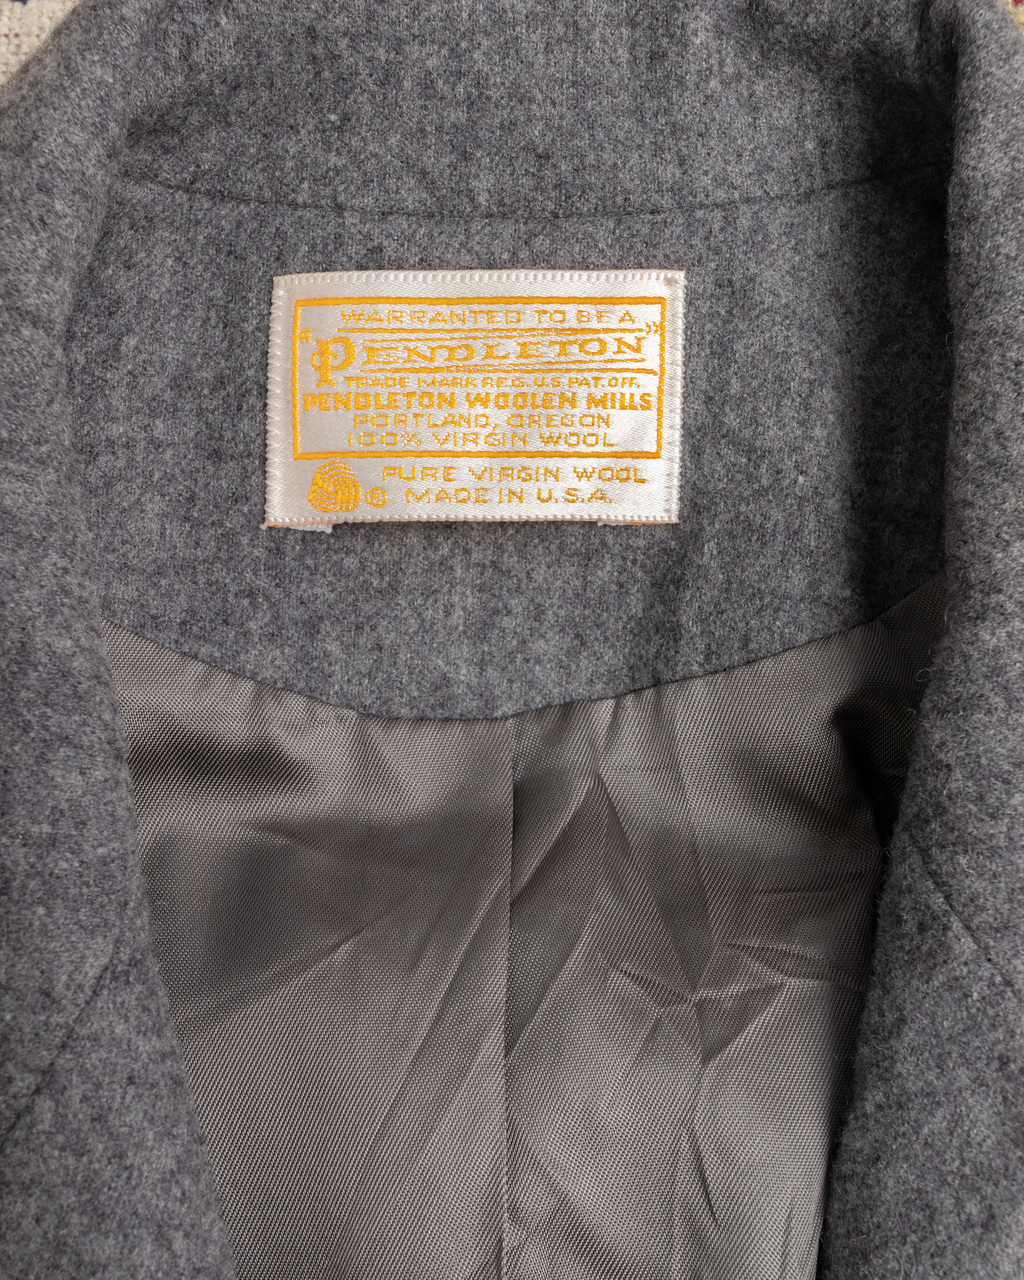 WARRANTED TO BE A
"PENDLETON"
TRADE MARK REG. U.S. PAT. OFF.
PENDLETON WOOLEN MILLS
PORTLAND, OREGON
100% VIRGIN WOOL
PURE VIRGIN WOOL
® MADE IN U.S.A.